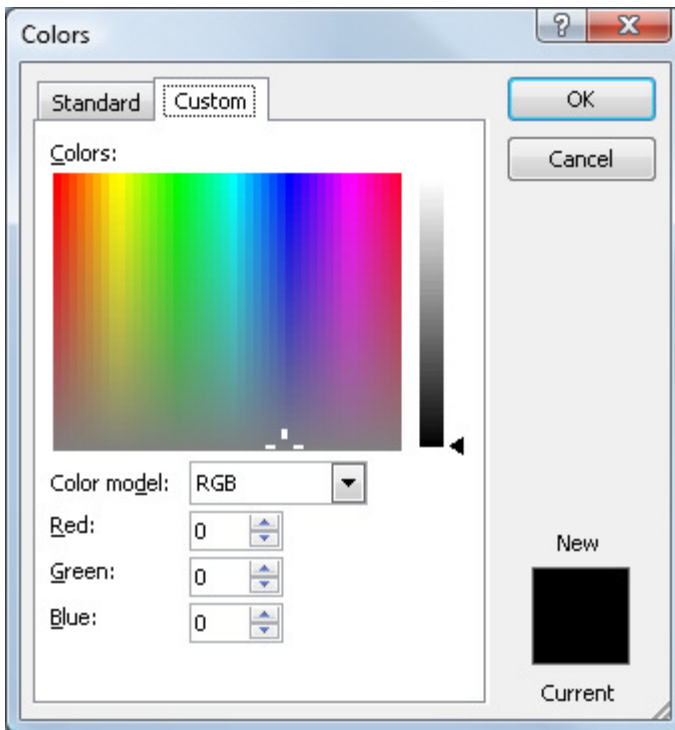 Colors
Standard
Custom
OK
Cancel
Colors:
Color model: RGB
Red: 0
Green: 0
Blue: 0
New
Current